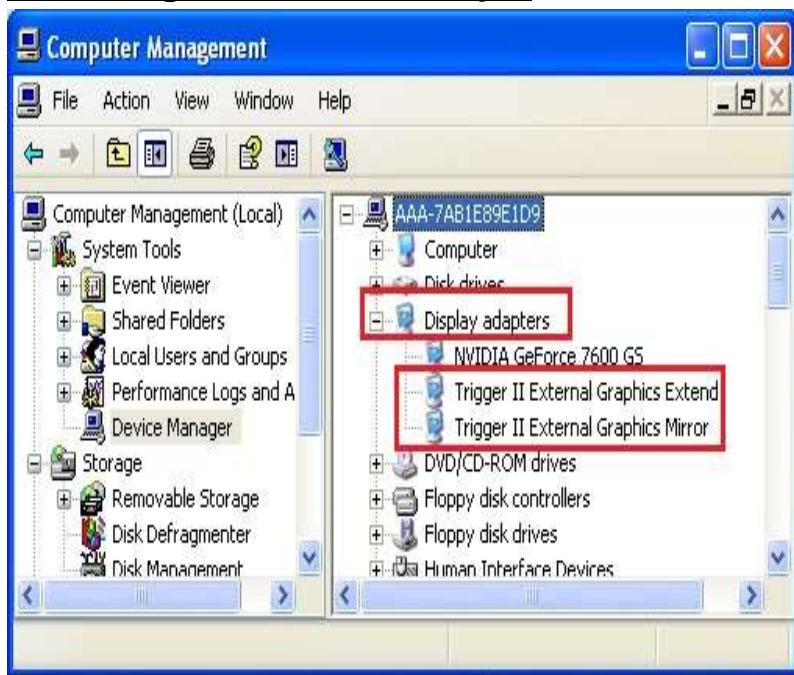 Computer Management
File Action View Window Help
Computer Management (Local)
System Tools
Event Viewer
Shared Folders
Local Users and Groups
Performance Logs and A
Device Manager
Storage
Removable Storage
Disk Defragmenter
Disk Management
AAA-7AB1E89E1D9
Computer
Disk drives
Display adapters
NVIDIA GeForce 7600 GS
Trigger II External Graphics Extend
Trigger II External Graphics Mirror
DVD/CD-ROM drives
Floppy disk controllers
Floppy disk drives
Human Interface Devices